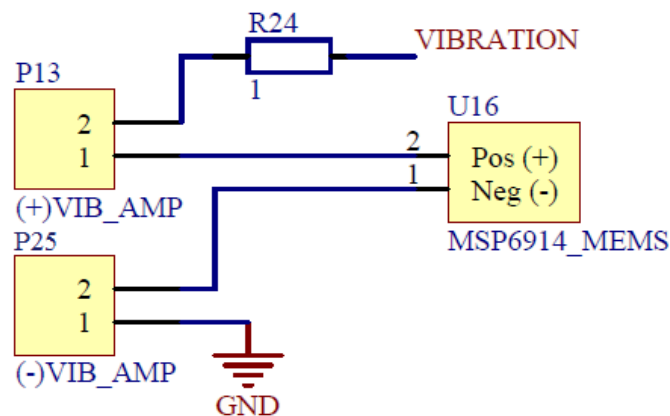 R24
VIBRATION
1
P13
2
1
(+)VIB_AMP
U16
2
1
Pos (+)
Neg (-)
MSP6914_MEMS
P25
2
1
(-)VIB_AMP
GND